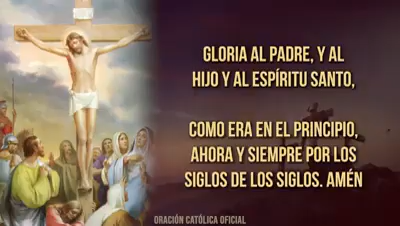 GLORIA AL PADRE, Y AL
HIJO Y AL ESPÍRITU SANTO,
COMO ERA EN EL PRINCIPIO,
AHORA Y SIEMPRE POR LOS
SIGLOS DE LOS SIGLOS. AMÉN
ORACIÓN CATÓLICA OFICIAL